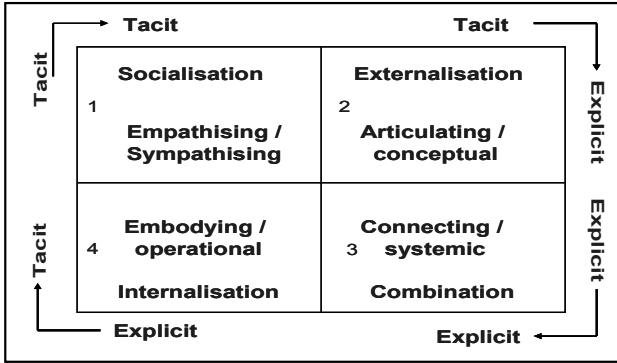 Tacit
Tacit
Tacit
Explicit
Socialisation
Externalisation
1
2
Empathising /
Sympathising
Articulating /
conceptual
Tacit
Explicit
Embodying /
operational
Connecting /
systemic
4
3
Internalisation
Combination
Explicit
Explicit